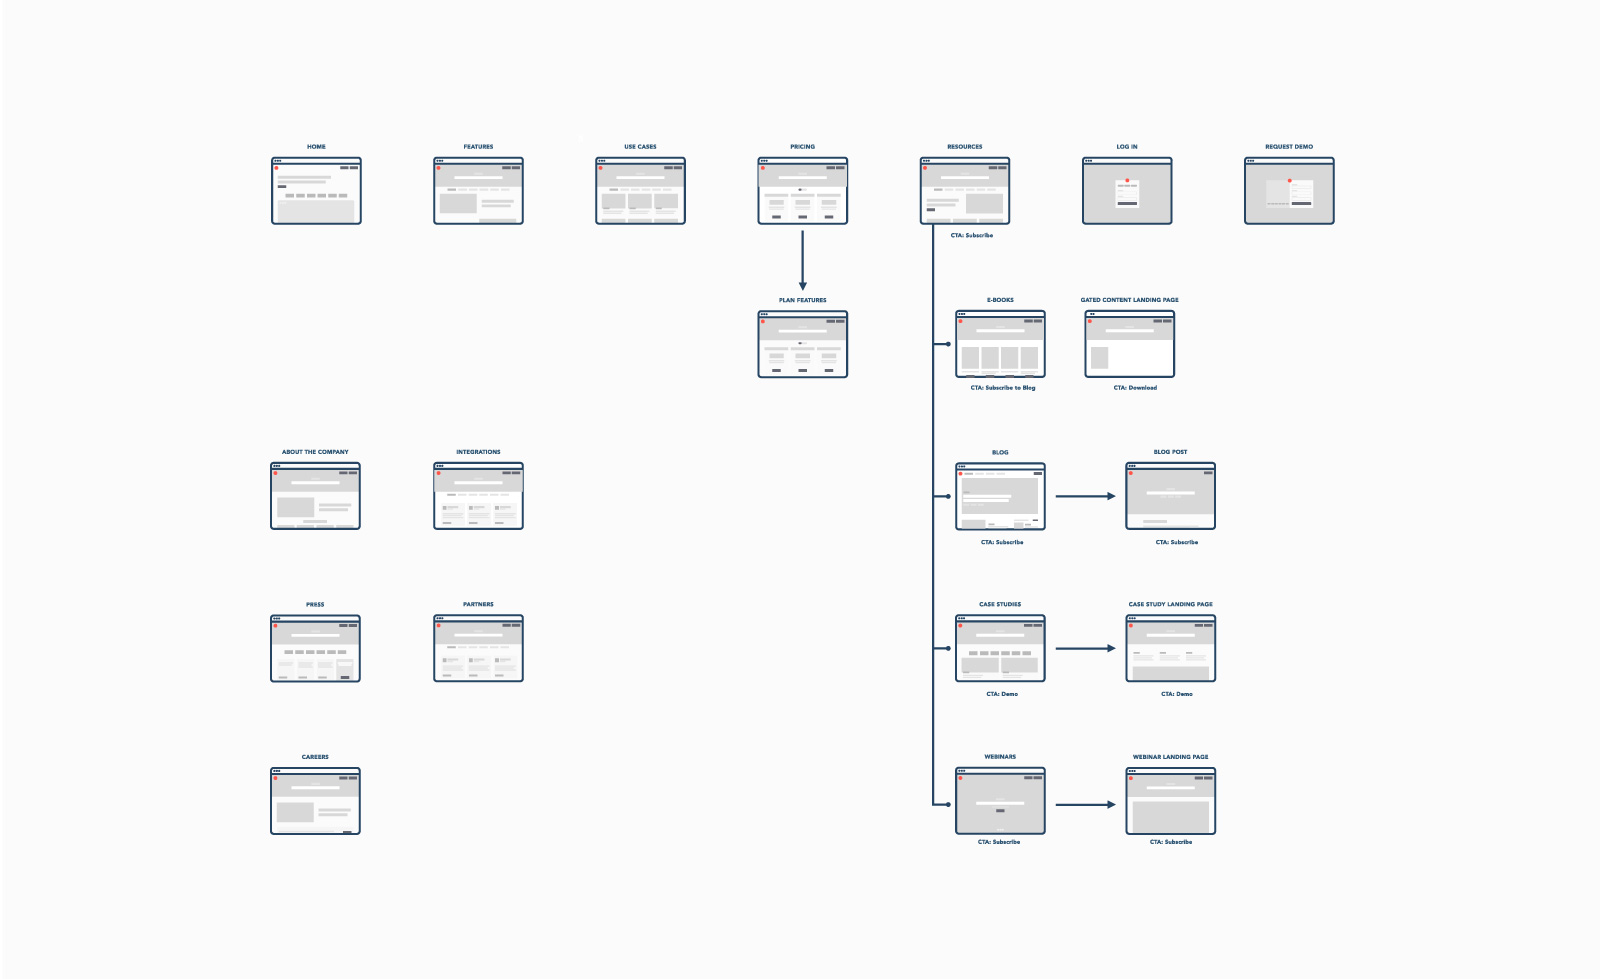 HOME
FEATURES
USE CASES
PRICING
RESOURCES
LOG IN
REQUEST DEMO
CTA: Subscribe
PLAN FEATURES
E-BOOKS
GATED CONTENT LANDING PAGE
CTA: Subscribe to Blog
CTA: Download
ABOUT THE COMPANY
INTEGRATIONS
BLOG
BLOG POST
CTA: Subscribe
CTA: Subscribe
PRESS
PARTNERS
CASE STUDIES
CASE STUDY LANDING PAGE
CTA: Demo
CTA: Demo
CAREERS
WEBINARS
WEBINAR LANDING PAGE
CTA: Subscribe
CTA: Subscribe